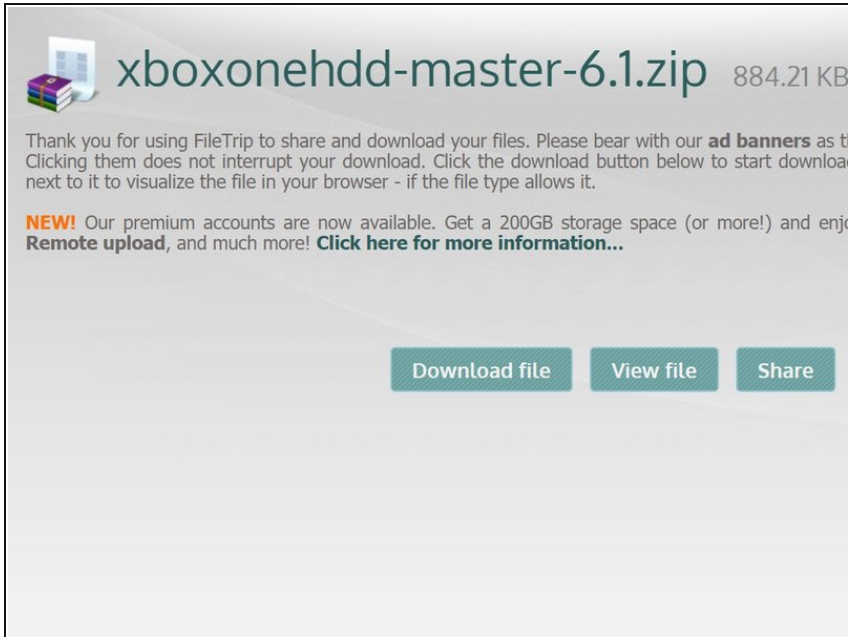 xboxonehdd-master-6.1.zip 884.21 KB
Thank you for using FileTrip to share and download your files. Please bear with our ad banners as
Clicking them does not interrupt your download. Click the download button below to start
next to it to visualize the file in your browser - if the file type allows it.
NEW! Our premium accounts are now available. Get a 200GB storage space (or more!) and
Remote upload, and much more! Click here for more information...
Download file View file Share